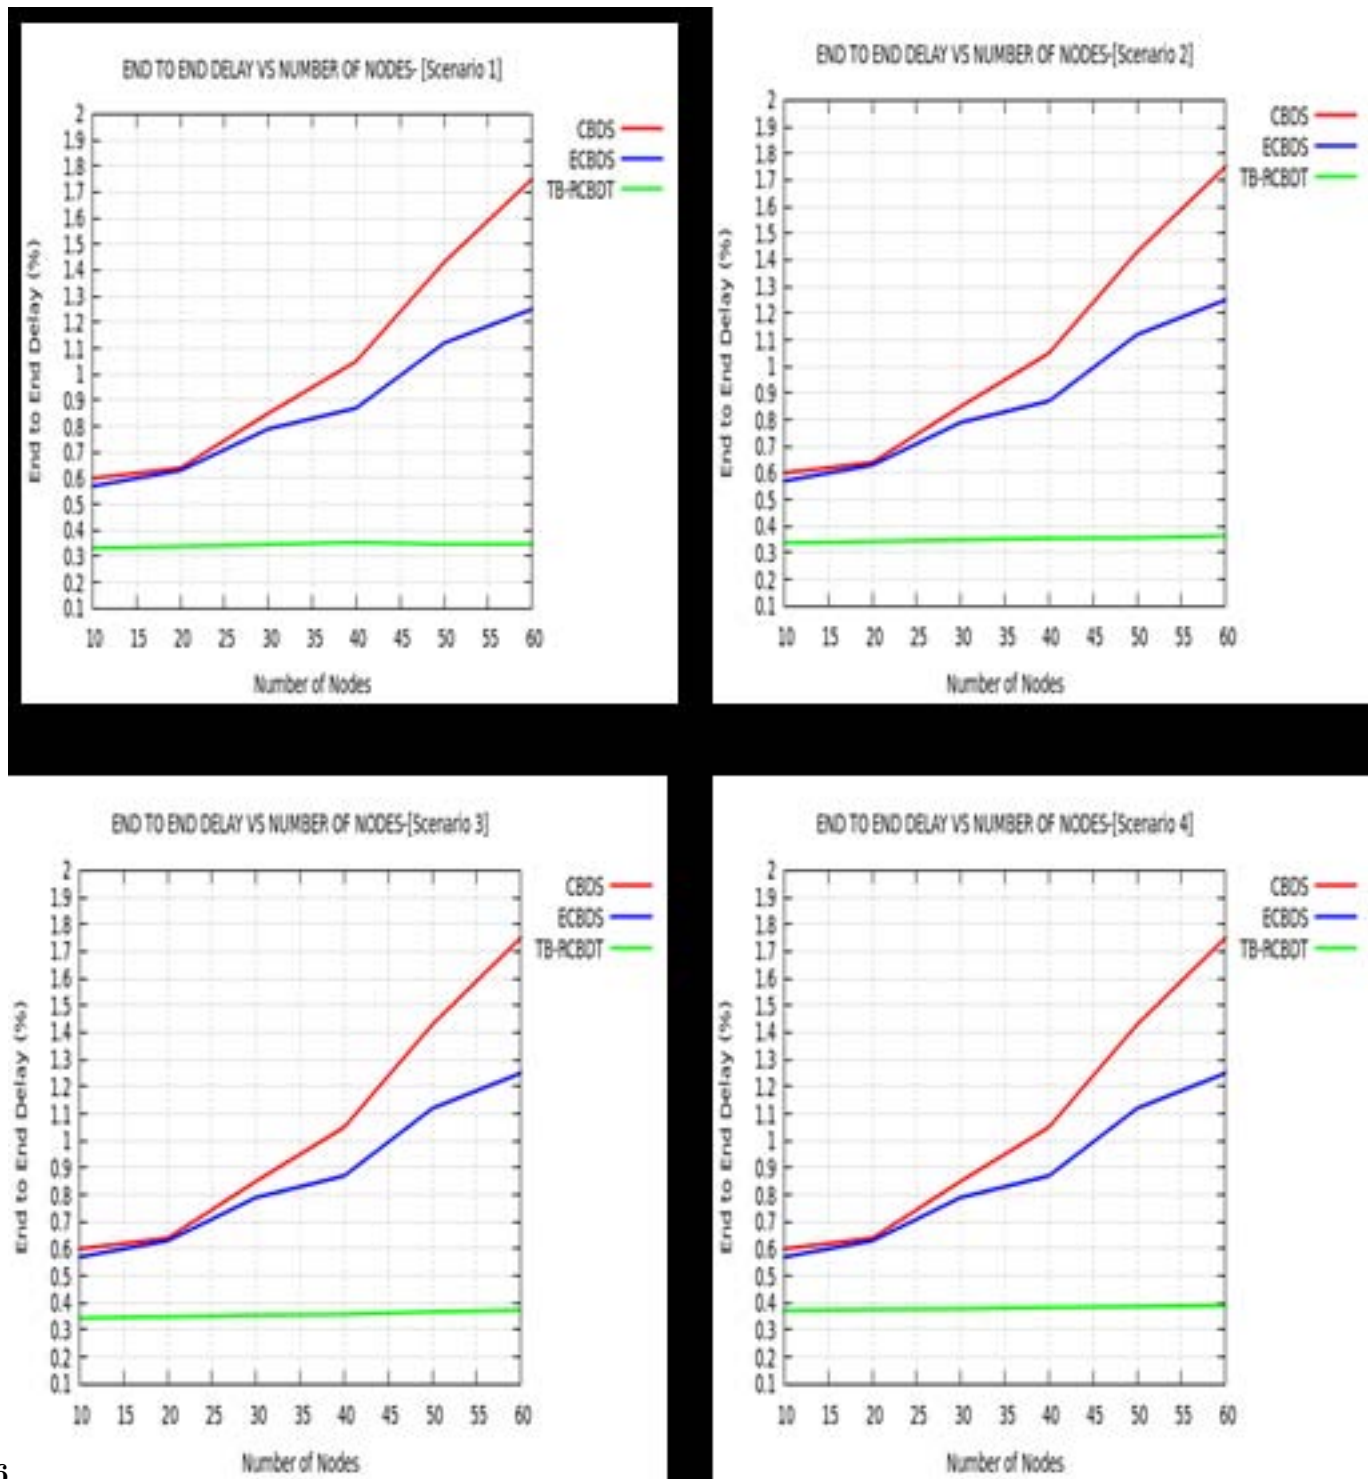 END TO END DELAY VS NUMBER OF NODES- [Scenario 1]
CBDS
ECBDS
TB-RCBDT
End to End Delay (%)
2
1.9
1.8
1.7
1.6
1.5
1.4
1.3
1.2
1.1
1
0.9
0.8
0.7
0.6
0.5
0.4
0.3
0.2
0.1
10 15 20 25 30 35 40 45 50 55 60
Number of Nodes
END TO END DELAY VS NUMBER OF NODES-[Scenario 2]
CBDS
ECBDS
TB-RCBDT
End to End Delay (%)
2
1.9
1.8
1.7
1.6
1.5
1.4
1.3
1.2
1.1
1
0.9
0.8
0.7
0.6
0.5
0.4
0.3
0.2
0.1
10 15 20 25 30 35 40 45 50 55 60
Number of Nodes
END TO END DELAY VS NUMBER OF NODES-[Scenario 3]
CBDS
ECBDS
TB-RCBDT
End to End Delay (%)
2
1.9
1.8
1.7
1.6
1.5
1.4
1.3
1.2
1.1
1
0.9
0.8
0.7
0.6
0.5
0.4
0.3
0.2
0.1
10 15 20 25 30 35 40 45 50 55 60
Number of Nodes
END TO END DELAY VS NUMBER OF NODES-[Scenario 4]
CBDS
ECBDS
TB-RCBDT
End to End Delay (%)
2
1.9
1.8
1.7
1.6
1.5
1.4
1.3
1.2
1.1
1
0.9
0.8
0.7
0.6
0.5
0.4
0.3
0.2
0.1
10 15 20 25 30 35 40 45 50 55 60
Number of Nodes